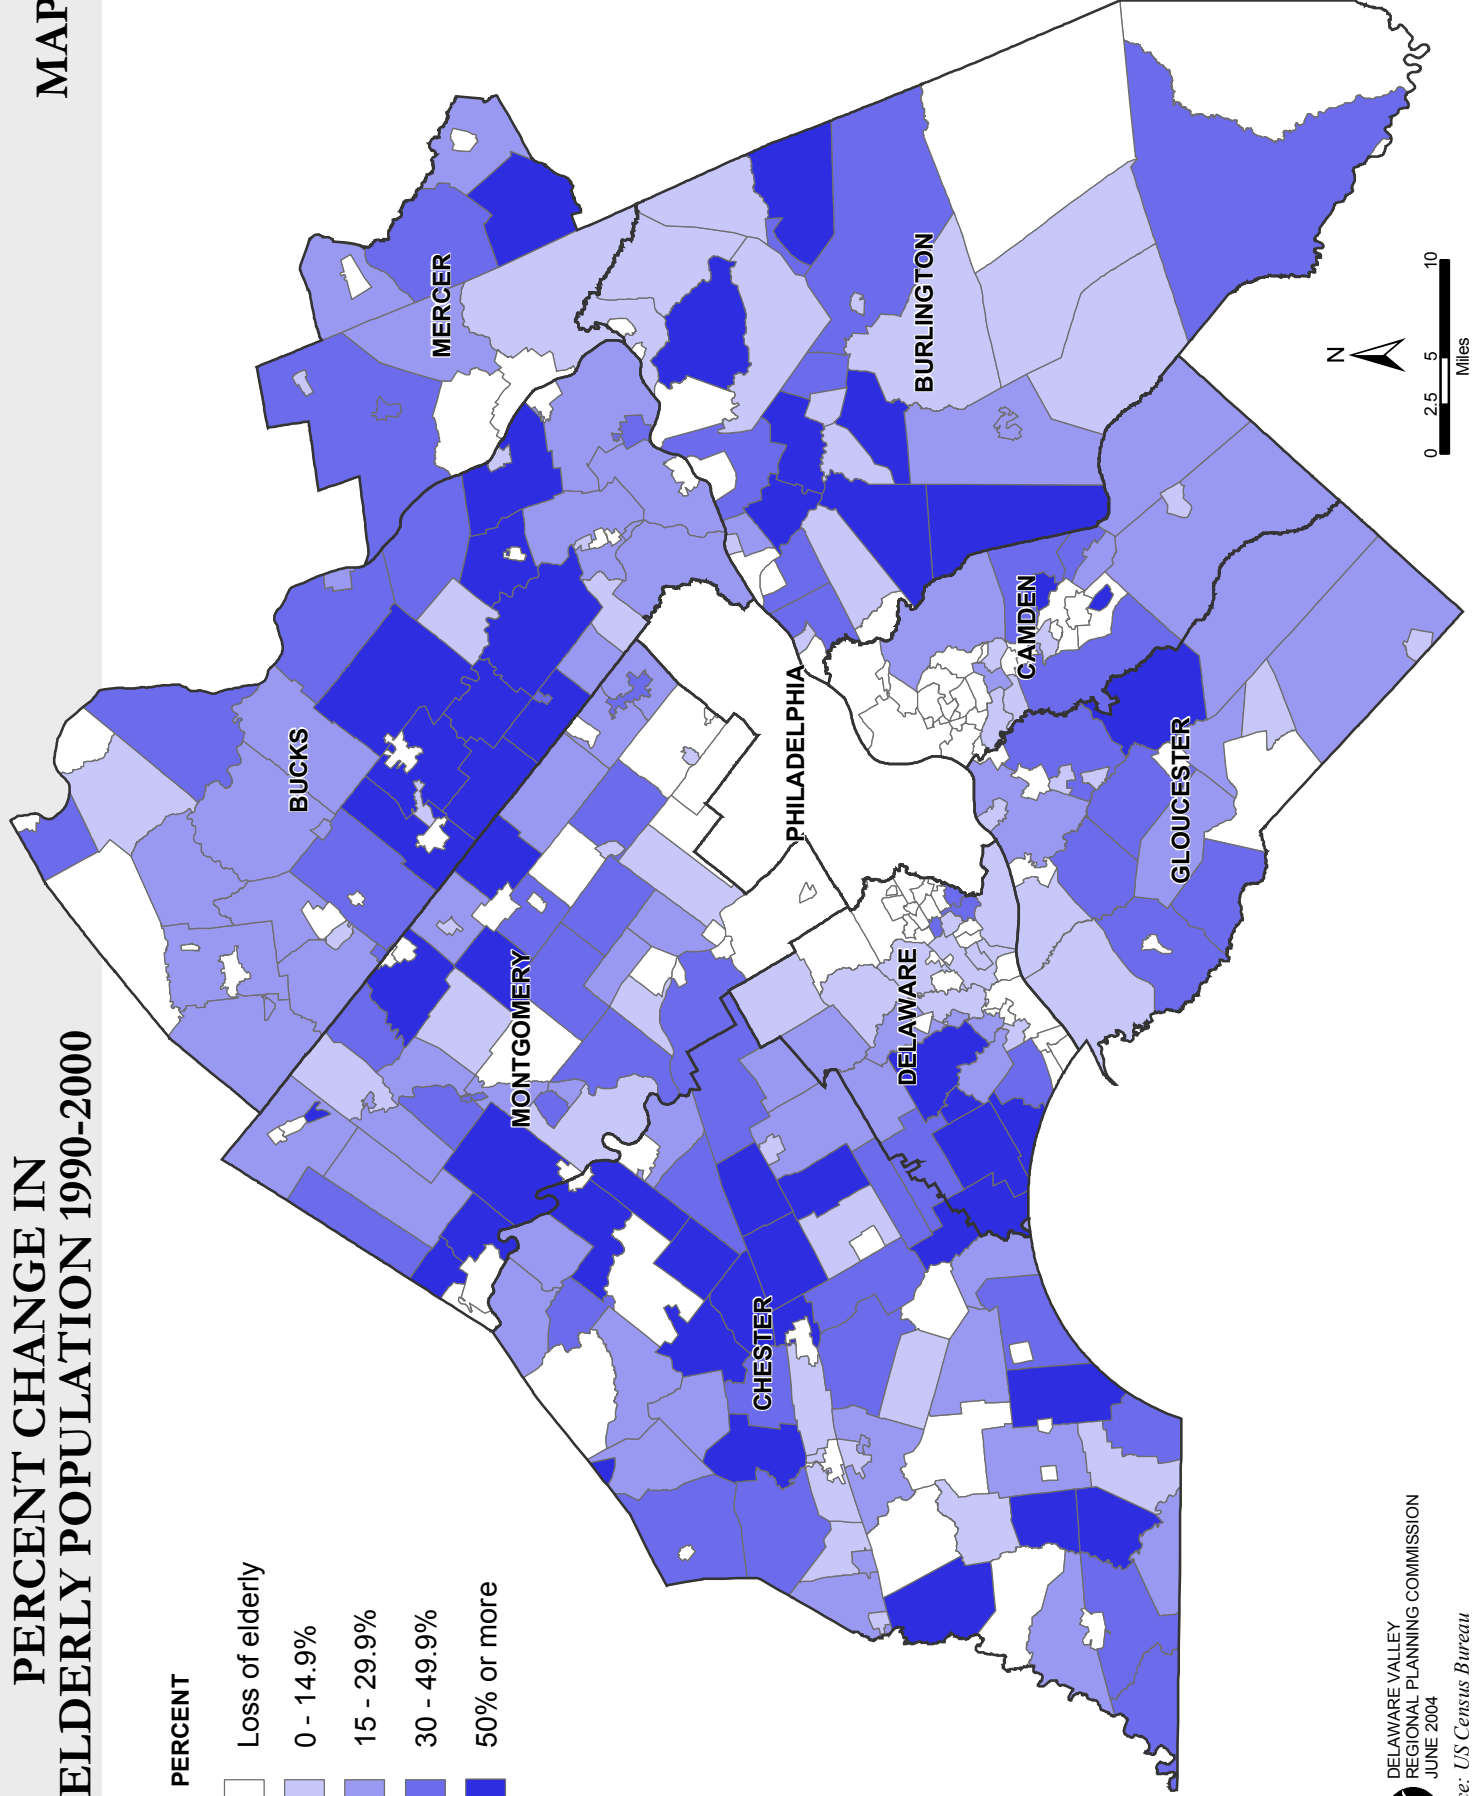 PERCENT CHANGE IN
ELDERLY POPULATION 1990-2000
MAP
PERCENT
Loss of elderly
0 - 14.9%
15 - 29.9%
30 - 49.9%
50% or more
BUCKS
MERCER
MONTGOMERY
CHESTER
DELAWARE
PHILADELPHIA
BURLINGTON
CAMDEN
GLOUCESTER
N
0 2.5 5 10
Miles
DELAWARE VALLEY
REGIONAL PLANNING COMMISSION
JUNE 2004
US Census Bureau